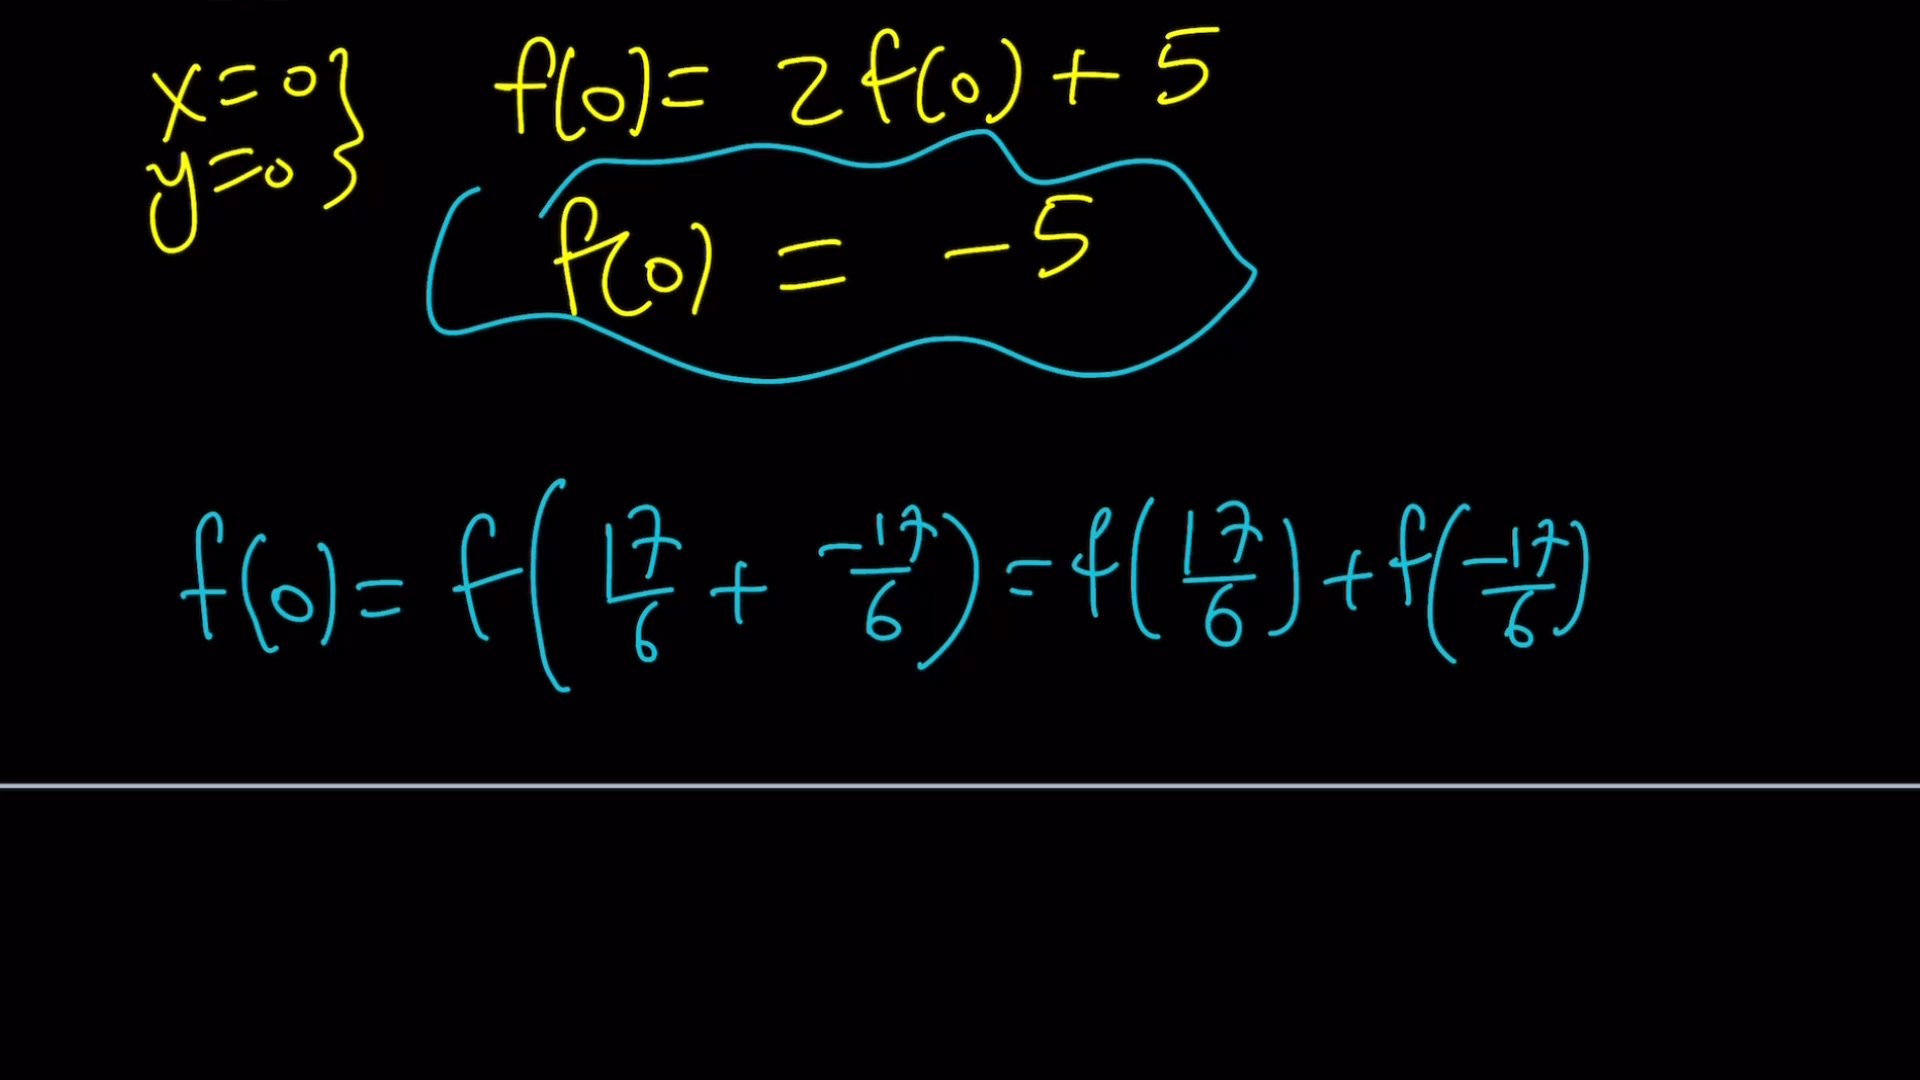 x=0} f(0)= 2f(0)+5
y=0
f(0) = -5
f(0)= f(17/6 + -17/6)=f(17/6)+f(-17/6)